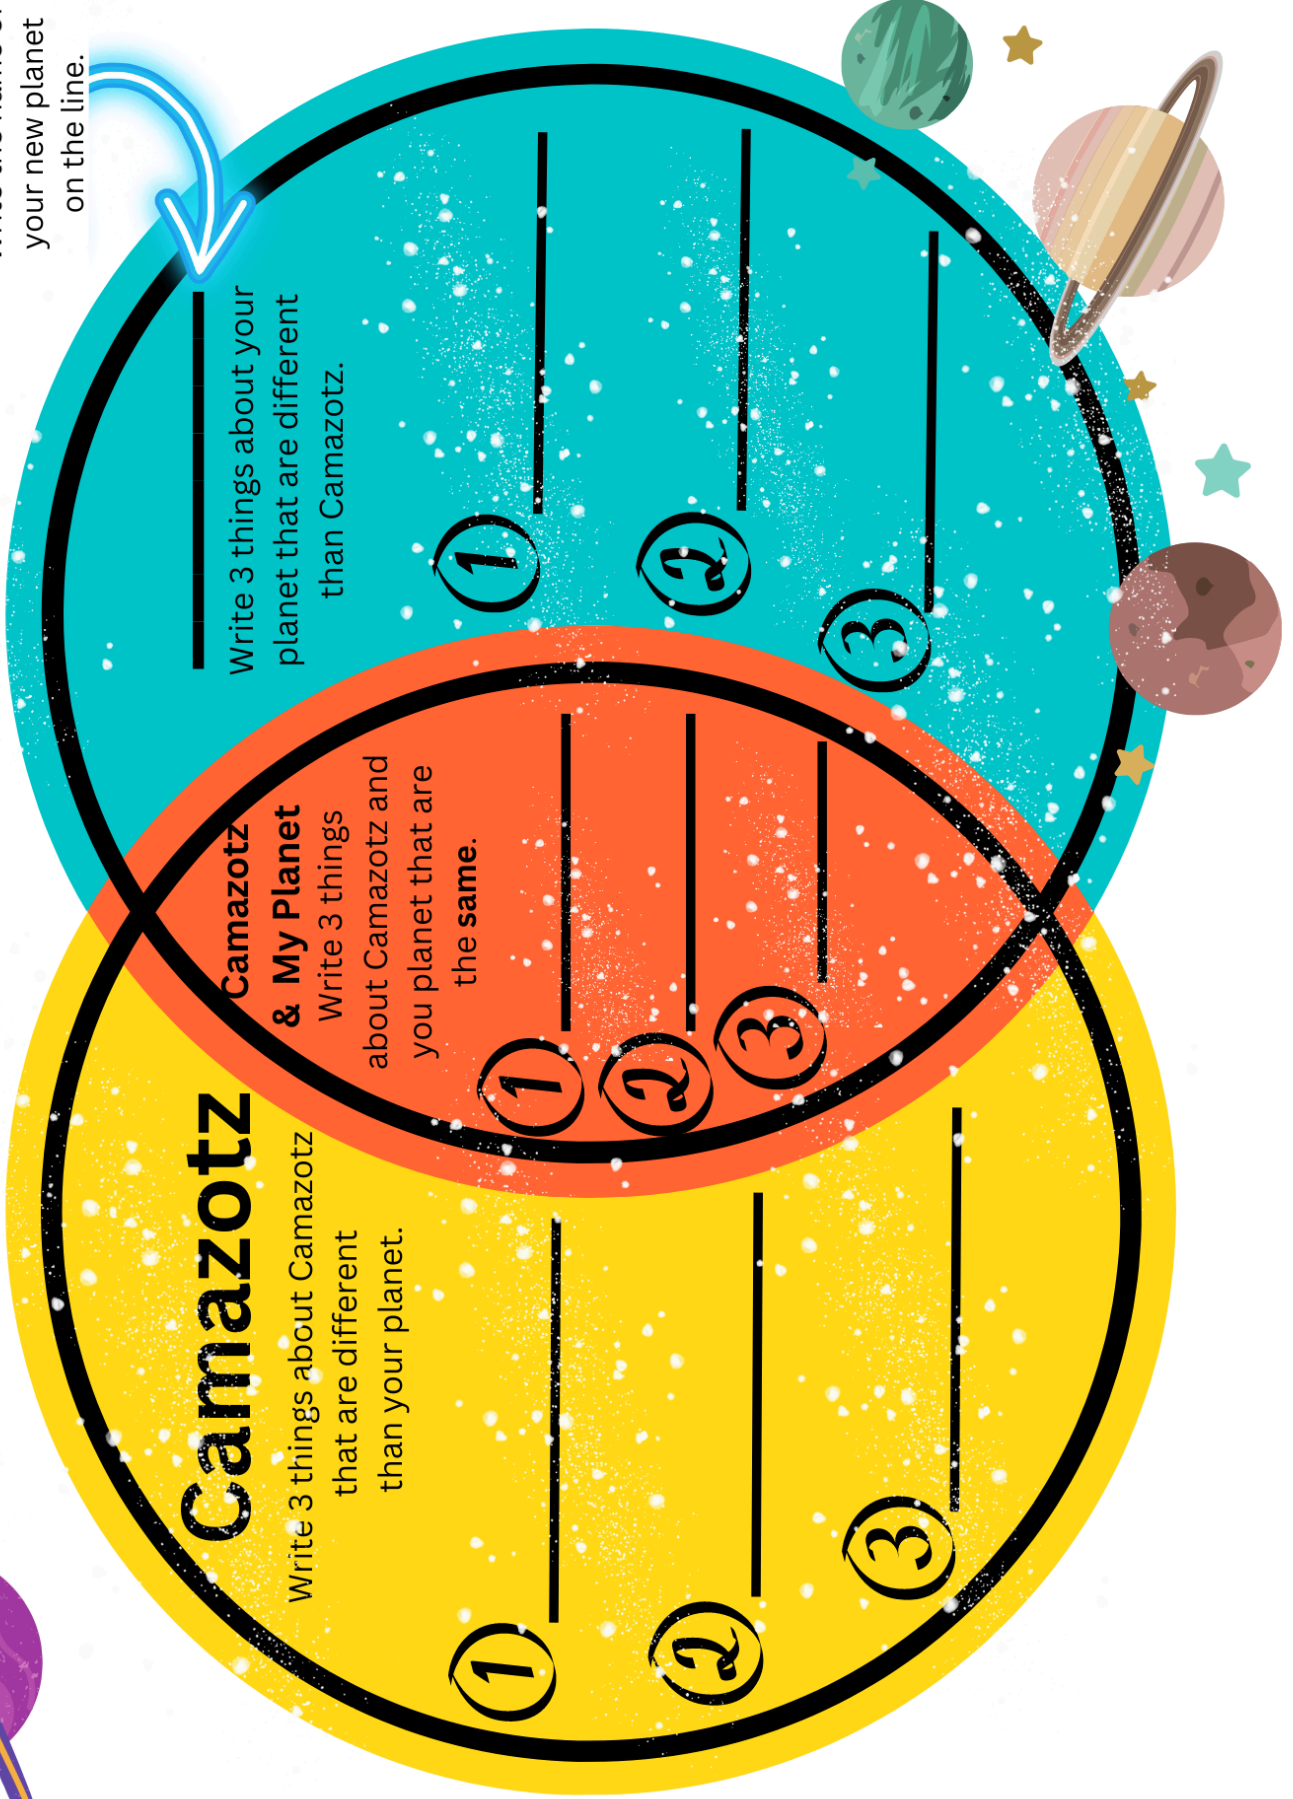 your new planet
on the line.
Camazotz
Write 3 things about Camazotz
that are different
than your planet.
1
2
3
Camazotz
& My Planet
Write 3 things
about Camazotz and
you planet that are
the same.
1
2
3
Write 3 things about your
planet that are different
than Camazotz.
1
2
3